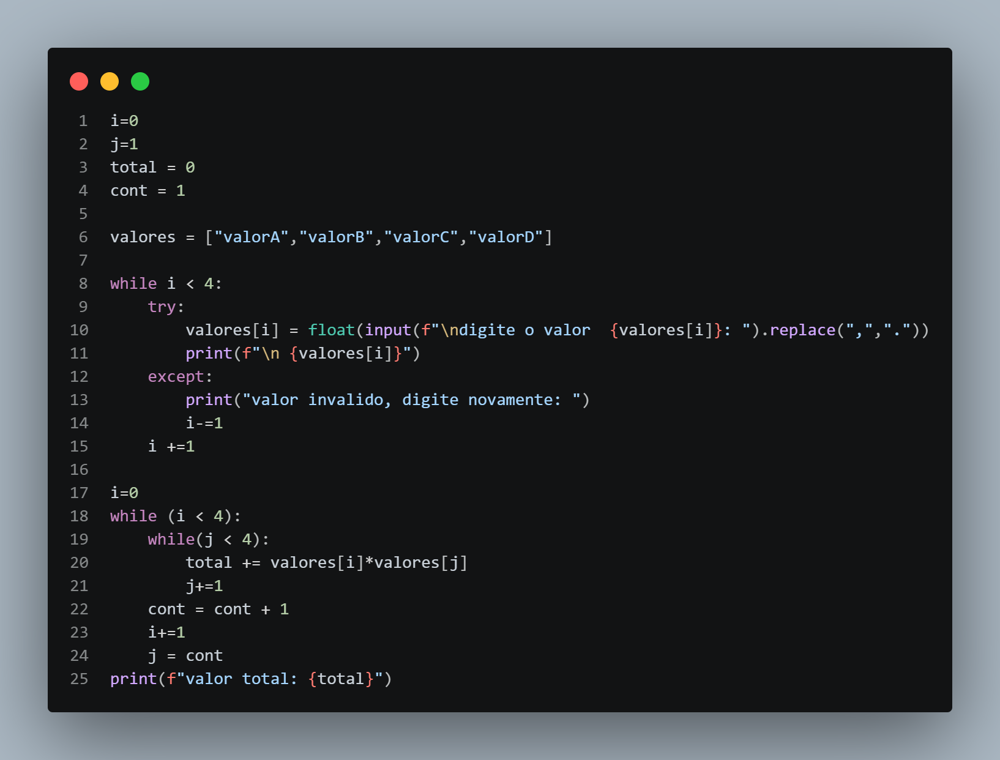 1 i=0
2 j=1
3 total = 0
4 cont = 1
5
6 valores = ["valorA","valorB","valorC","valorD"]
7
8 while i < 4:
9     try:
10         valores[i] = float(input(f"\ndigite o valor  {valores[i]}: ").replace(",","."))
11         print(f"\n {valores[i]}")
12     except:
13         print("valor invalido, digite novamente: ")
14         i-=1
15     i +=1
16
17 i=0
18 while (i < 4):
19     while(j < 4):
20         total += valores[i]*valores[j]
21         j+=1
22     cont = cont + 1
23     i+=1
24     j = cont
25 print(f"valor total: {total}")